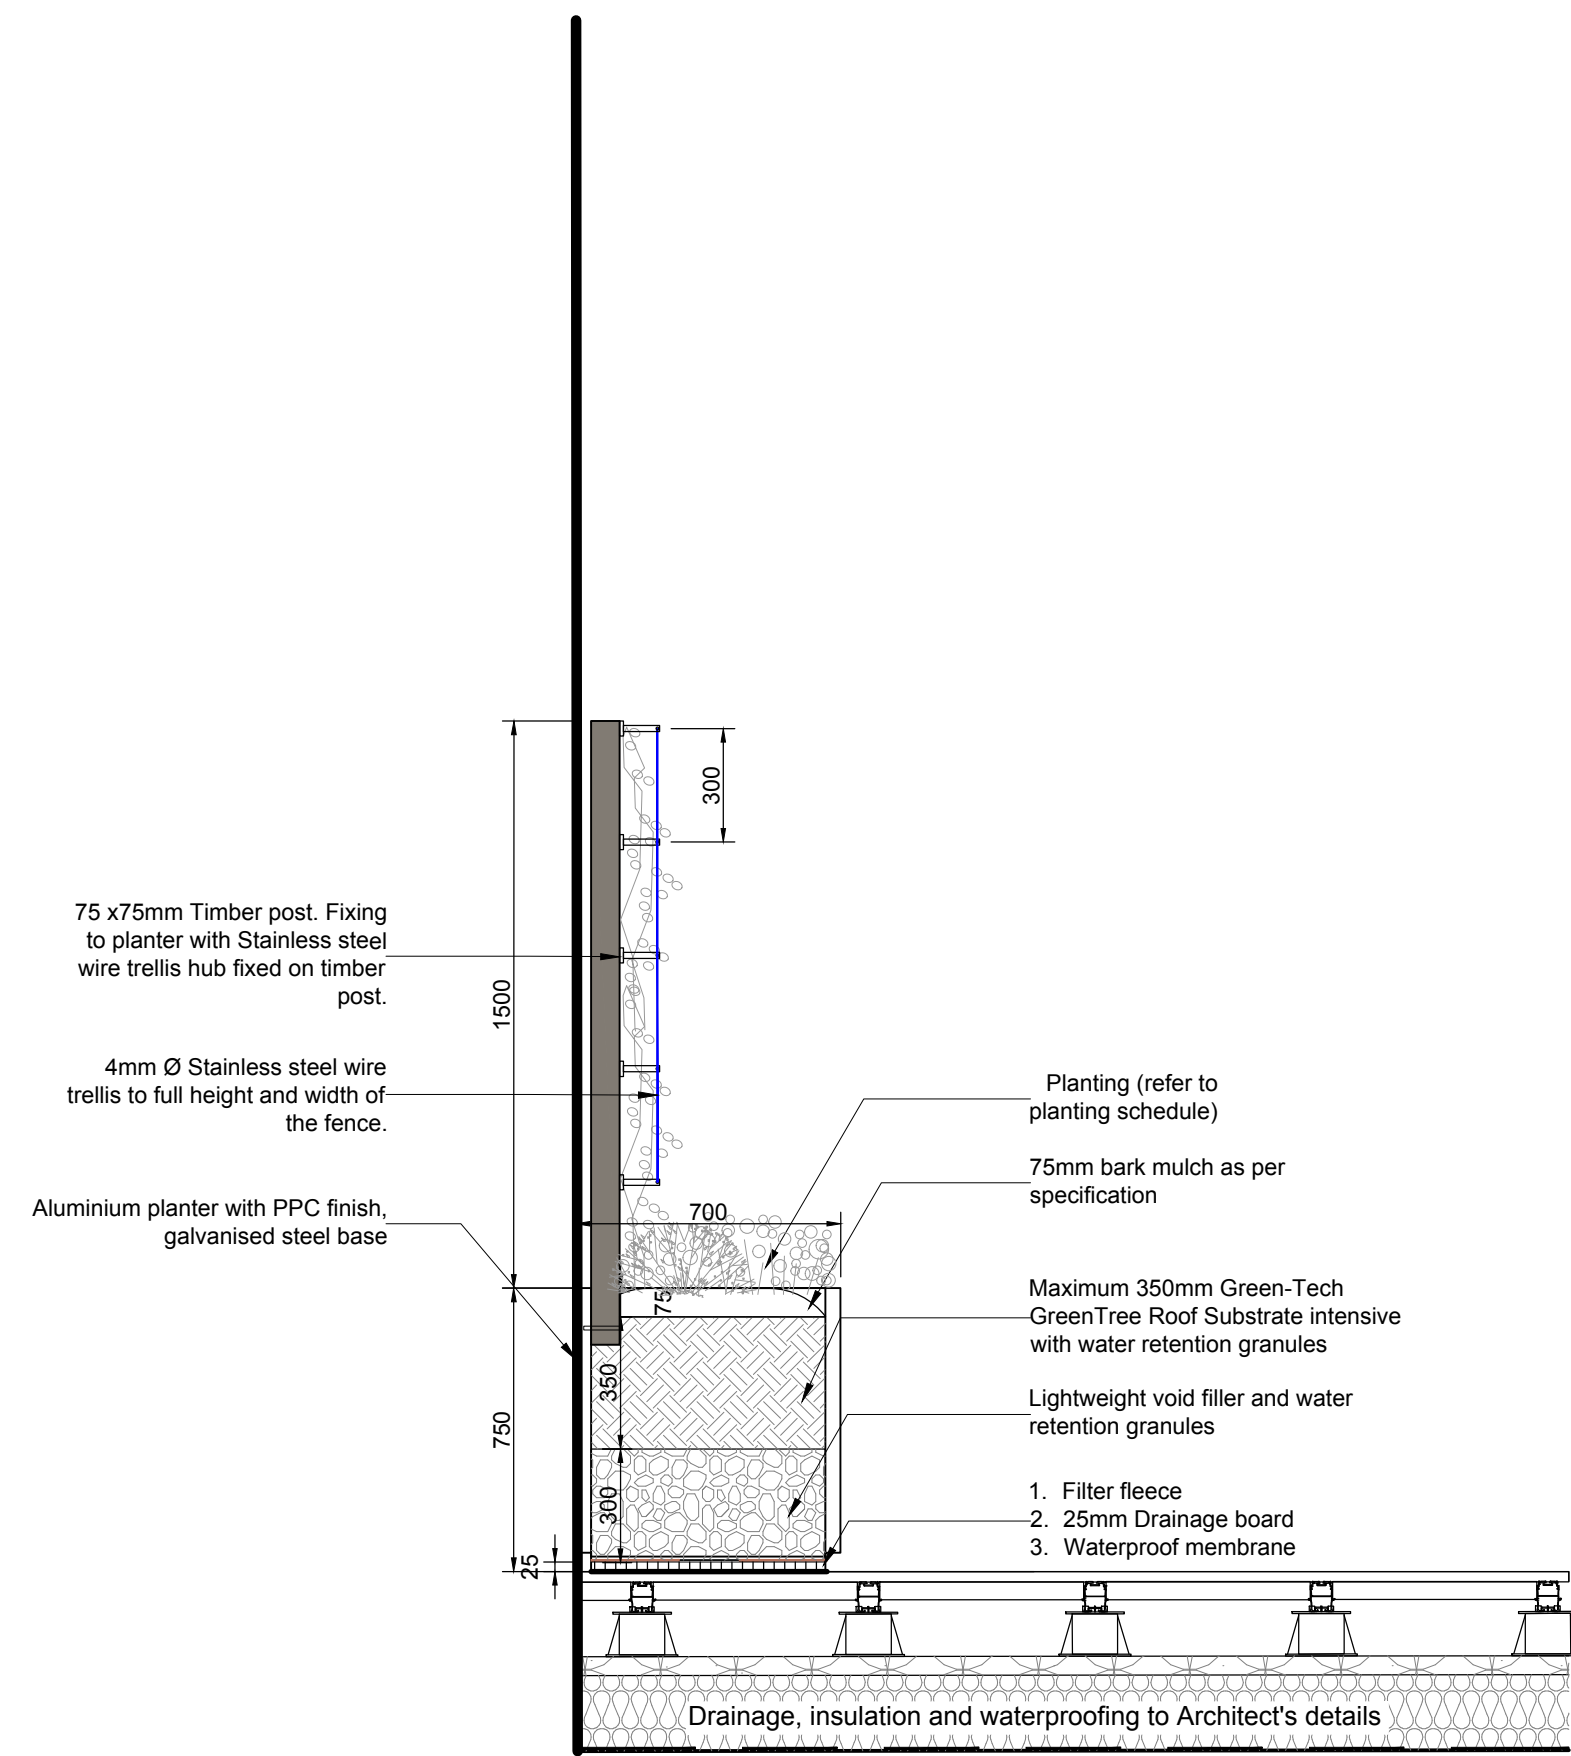 300
75 x75mm Timber post. Fixing
to planter with Stainless steel
wire trellis hub fixed on timber
post.
1500
4mm Ø Stainless steel wire
trellis to full height and width of
the fence.
Planting (refer to
planting schedule)
75mm bark mulch as per
specification
Aluminium planter with PPC finish,
galvanised steel base
700
75
Maximum 350mm Green-Tech
GreenTree Roof Substrate intensive
with water retention granules
350
750
Lightweight void filler and water
retention granules
300
1. Filter fleece
2. 25mm Drainage board
3. Waterproof membrane
25
Drainage, insulation and waterproofing to Architect's details